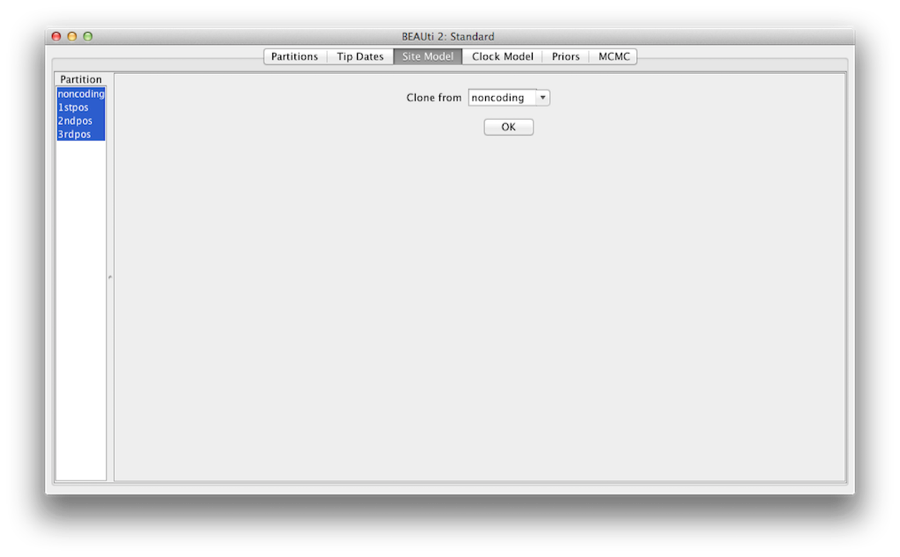 BEAUti 2: Standard
Partitions Tip Dates Site Model Clock Model Priors MCMC
Partition
noncoding
1stpos
2ndpos
3rdpos
Clone from noncoding
OK